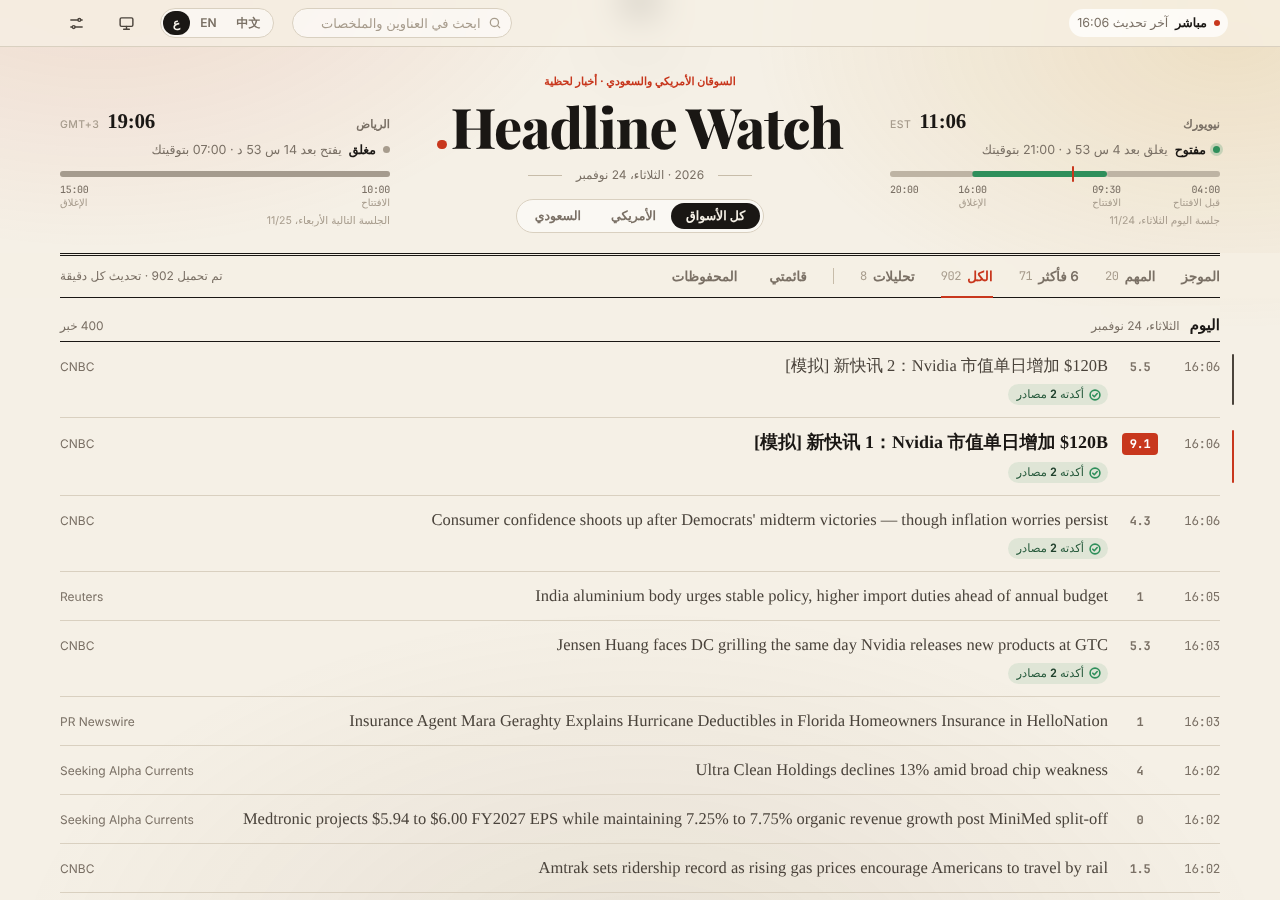 مباشر آخر تحديث 16:06
ابحث في العناوين والملخصات
中文 EN ع
السوقان الأمريكي والسعودي · أخبار لحظية
Headline Watch.
2026 · الثلاثاء، 24 نوفمبر
كل الأسواق الأمريكي السعودي
نيويورك 11:06 EST
مفتوح يغلق بعد 4 س 53 د · 21:00 بتوقيتك
04:00 09:30 16:00 20:00
قبل الافتتاح الافتتاح الإغلاق
جلسة اليوم الثلاثاء، 11/24
الرياض 19:06 GMT+3
مغلق يفتح بعد 14 س 53 د · 07:00 بتوقيتك
10:00 15:00
الافتتاح الإغلاق
الجلسة التالية الأربعاء، 11/25
الموجز المهم 20 6 فأكثر 71 الكل 902 تحليلات 8 قائمتي المحفوظات
تم تحميل 902 · تحديث كل دقيقة
اليوم الثلاثاء، 24 نوفمبر 400 خبر
16:06 5.5 [模拟] 新快讯 2：Nvidia 市值单日增加 $120B CNBC
أكدته 2 مصادر
16:06 9.1 [模拟] 新快讯 1：Nvidia 市值单日增加 $120B CNBC
أكدته 2 مصادر
16:06 4.3 Consumer confidence shoots up after Democrats' midterm victories — though inflation worries persist CNBC
أكدته 2 مصادر
16:05 1 India aluminium body urges stable policy, higher import duties ahead of annual budget Reuters
16:03 5.3 Jensen Huang faces DC grilling the same day Nvidia releases new products at GTC CNBC
أكدته 2 مصادر
16:03 1 Insurance Agent Mara Geraghty Explains Hurricane Deductibles in Florida Homeowners Insurance in HelloNation PR Newswire
16:02 4 Ultra Clean Holdings declines 13% amid broad chip weakness Seeking Alpha Currents
16:02 0 Medtronic projects $5.94 to $6.00 FY2027 EPS while maintaining 7.25% to 7.75% organic revenue growth post MiniMed split-off Seeking Alpha Currents
16:02 1.5 Amtrak sets ridership record as rising gas prices encourage Americans to travel by rail CNBC